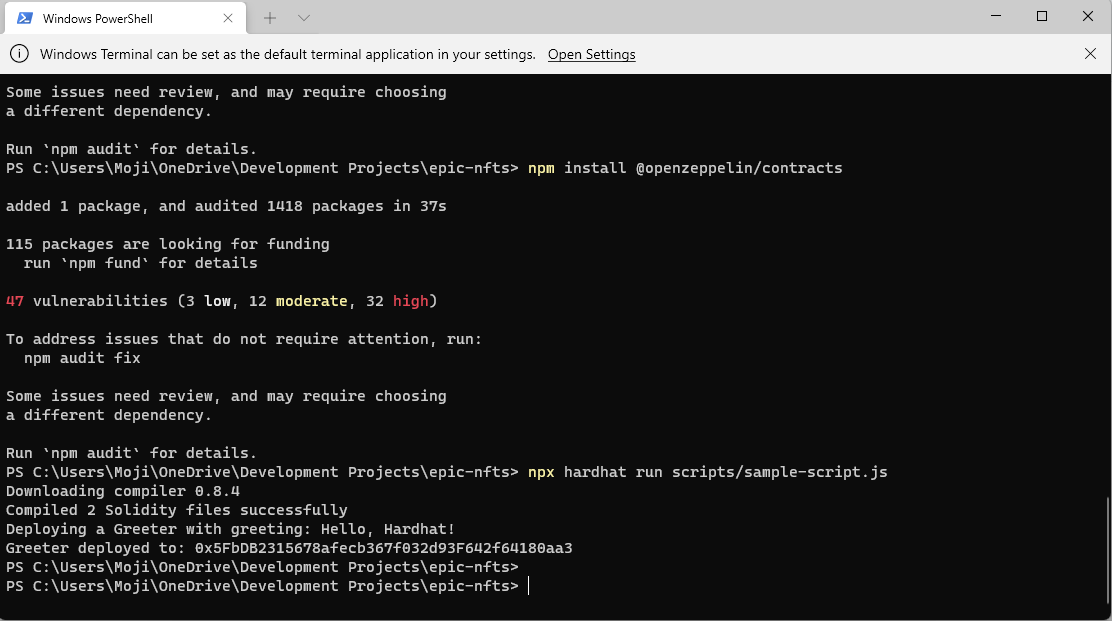 Windows PowerShell
Windows Terminal can be set as the default terminal application in your settings. Open Settings
Some issues need review, and may require choosing
a different dependency.
Run `npm audit` for details.
PS C:\Users\Moji\OneDrive\Development Projects\epic-nfts> npm install @openzeppelin/contracts
added 1 package, and audited 1418 packages in 37s
115 packages are looking for funding
run `npm fund` for details
47 vulnerabilities (3 low, 12 moderate, 32 high)
To address issues that do not require attention, run:
npm audit fix
Some issues need review, and may require choosing
a different dependency.
Run `npm audit` for details.
PS C:\Users\Moji\OneDrive\Development Projects\epic-nfts> npx hardhat run scripts/sample-script.js
Downloading compiler 0.8.4
Compiled 2 Solidity files successfully
Deploying a Greeter with greeting: Hello, Hardhat!
Greeter deployed to: 0x5FbDB2315678afecb367f032d93F642f64180aa3
PS C:\Users\Moji\OneDrive\Development Projects\epic-nfts>
PS C:\Users\Moji\OneDrive\Development Projects\epic-nfts>